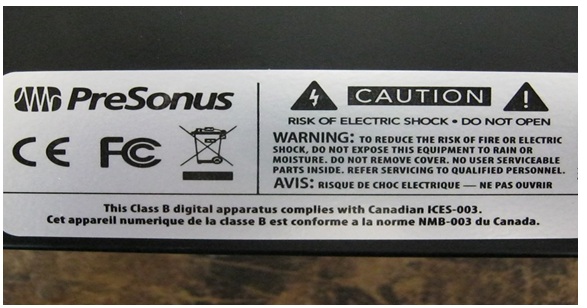 PreSonus
CE FC
CAUTION
RISK OF ELECTRIC SHOCK • DO NOT OPEN
WARNING: TO REDUCE THE RISK OF FIRE OR ELECTRIC
SHOCK, DO NOT EXPOSE THIS EQUIPMENT TO RAIN OR
MOISTURE. DO NOT REMOVE COVER. NO USER SERVICEABLE
PARTS INSIDE. REFER SERVICING TO QUALIFIED PERSONNEL.
AVIS: RISQUE DE CHOC ELECTRIQUE — NE PAS OUVRIR
This Class B digital apparatus complies with Canadian ICES-003.
Cet appareil numerique de la classe B est conforme a la norme NMB-003 du Canada.